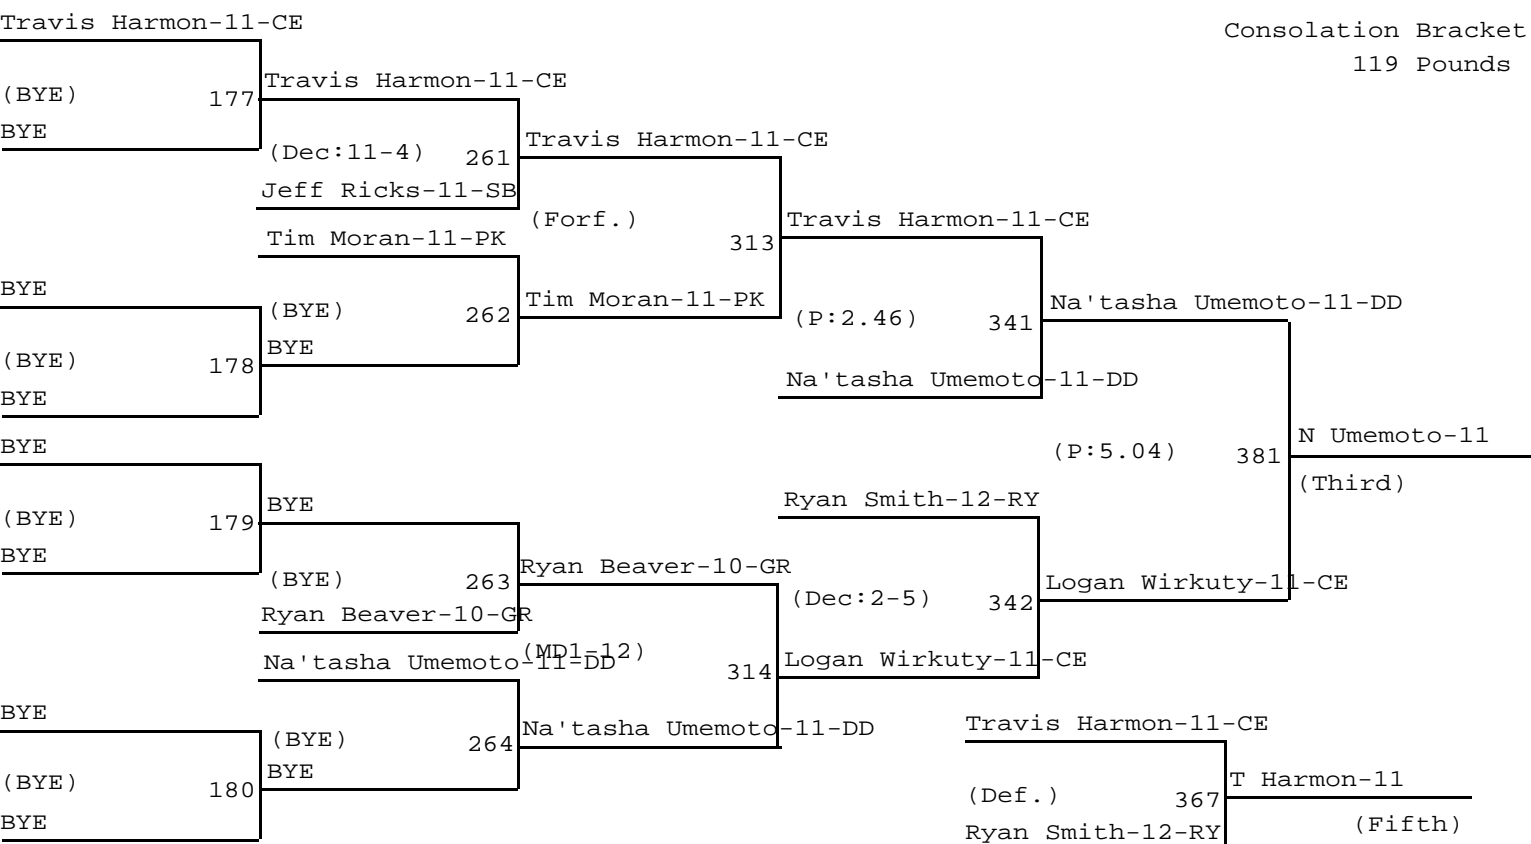 Travis Harmon-11-CE
Consolation Bracket
119 Pounds
Travis Harmon-11-CE
(BYE)
177
BYE
Travis Harmon-11-CE
(Dec:11-4)
261
Jeff Ricks-11-SB
(Forf.)
Travis Harmon-11-CE
313
Tim Moran-11-PK
BYE
(BYE)
262
Tim Moran-11-PK
Na'tasha Umemoto-11-DD
(P:2.46)
341
BYE
(BYE)
178
Na'tasha Umemoto-11-DD
BYE
BYE
N Umemoto-11
(P:5.04)
381
(Third)
Ryan Smith-12-RY
BYE
(BYE)
179
BYE
Ryan Beaver-10-GR
(BYE)
263
Logan Wirkuty-11-CE
(Dec:2-5)
342
Ryan Beaver-10-GR
(MD1-12)
Na'tasha Umemoto-11-DD
314
Logan Wirkuty-11-CE
BYE
Travis Harmon-11-CE
Na'tasha Umemoto-11-DD
(BYE)
264
BYE
(BYE)
180
T Harmon-11
(Def.)
367
BYE
(Fifth)
Ryan Smith-12-RY